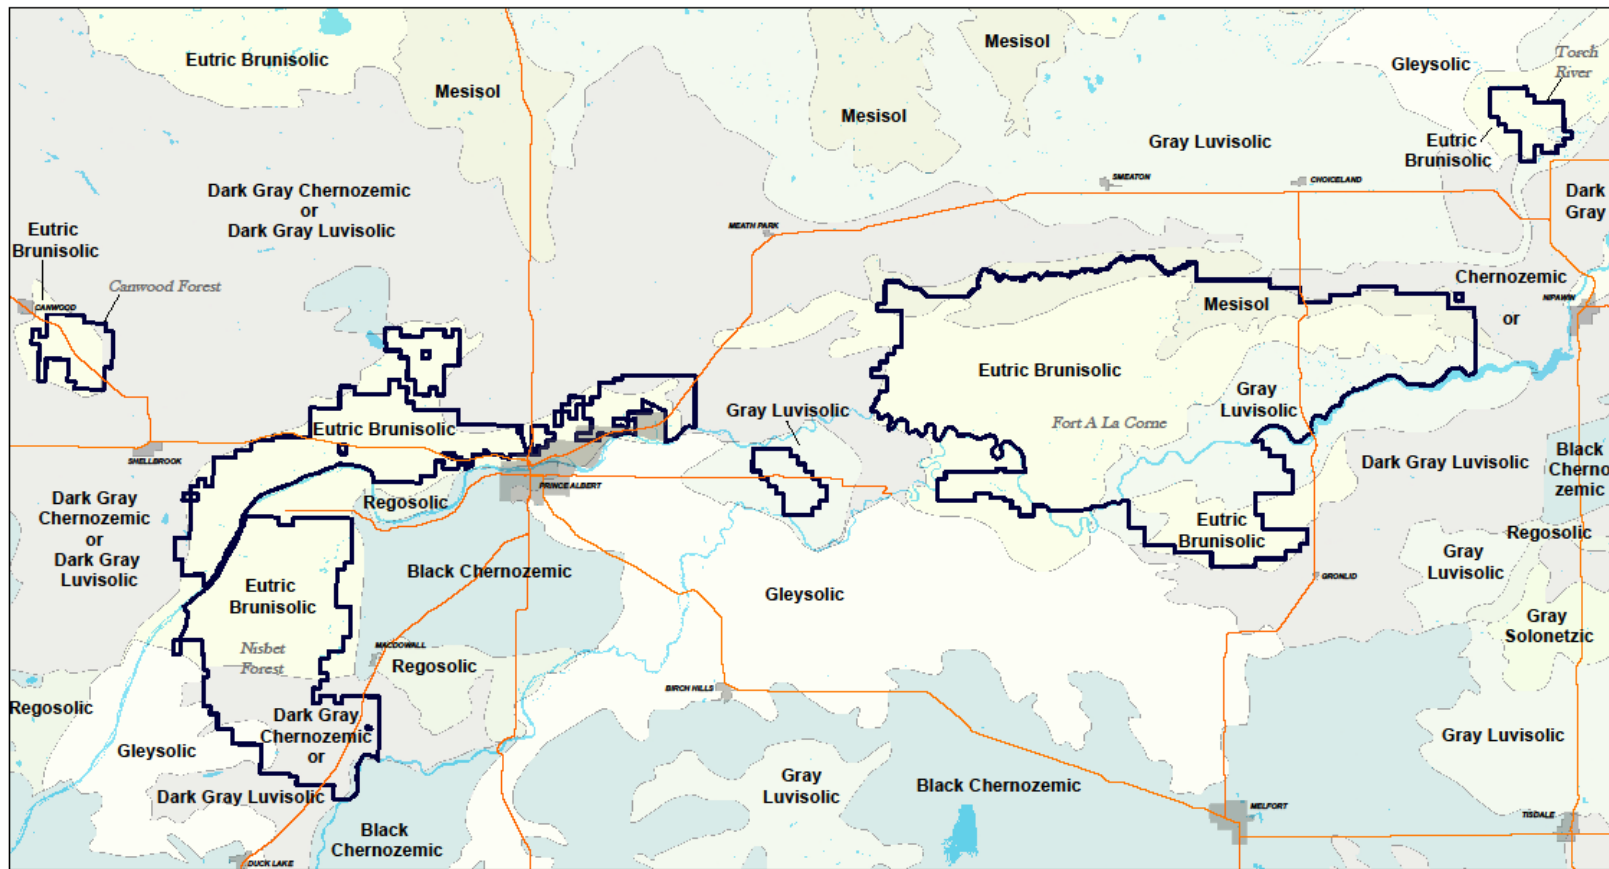 Eutric Brunisolic
Mesisol
Mesisol
Mesisol
Gleysolic
Torch
River
Eutric
Brunisolic
Gray Luvisolic
SMEATON
CHOICELAND
Dark
Gray
Dark Gray Chernozemic
or
Dark Gray Luvisolic
MEATH PARK
Eutric
Brunisolic
Canwood Forest
CANWOOD
Chernozemic
or
NIPAWIN
Mesisol
Eutric Brunisolic
Gray
Luvisolic
Fort A La Corne
Gray Luvisolic
Eutric Brunisolic
SHELLBROOK
PRINCE ALBERT
Regosolic
Dark Gray Luvisolic
Black
Cherno-
zemic
Dark Gray
Chernozemic
or
Dark Gray
Luvisolic
Eutric
Brunisolic
Regosolic
Gray
Luvisolic
GRONLID
Black Chernozemic
Gleysolic
Eutric
Brunisolic
Nisbet
Forest
MACDOWALL
Regosolic
Gray
Solonetzic
BIRCH HILLS
Regosolic
Gleysolic
Dark Gray
Chernozemic
or
Dark Gray Luvisolic
Gray Luvisolic
Gray
Luvisolic
Black Chernozemic
MELFORT
TISDALE
Black
Chernozemic
DUCK LAKE